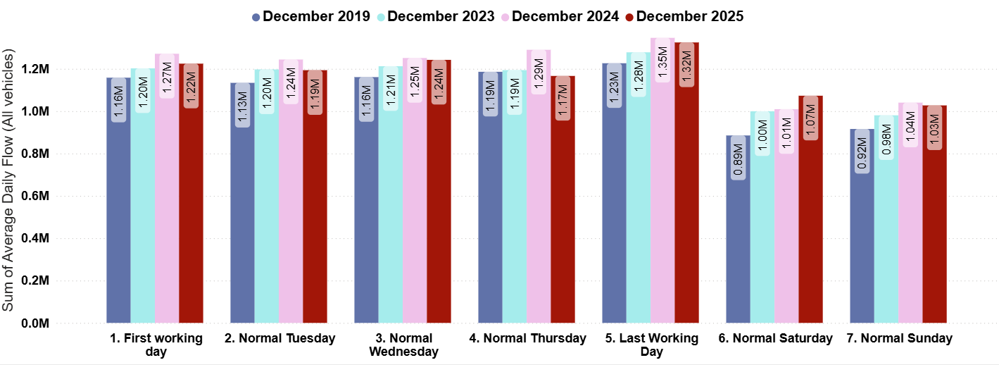 December 2019 December 2023 December 2024 December 2025
Sum of Average Daily Flow (All vehicles)
1.2M
1.0M
0.8M
0.6M
0.4M
0.2M
0.0M
1.16M 1.20M 1.27M 1.22M
1.13M 1.20M 1.24M 1.19M
1.16M 1.21M 1.25M 1.24M
1.19M 1.19M 1.29M 1.17M
1.23M 1.28M 1.35M 1.32M
0.89M 1.00M 1.01M 1.07M
0.92M 0.98M 1.04M 1.03M
1. First working
day
2. Normal Tuesday
3. Normal
Wednesday
4. Normal Thursday
5. Last Working
Day
6. Normal Saturday
7. Normal Sunday